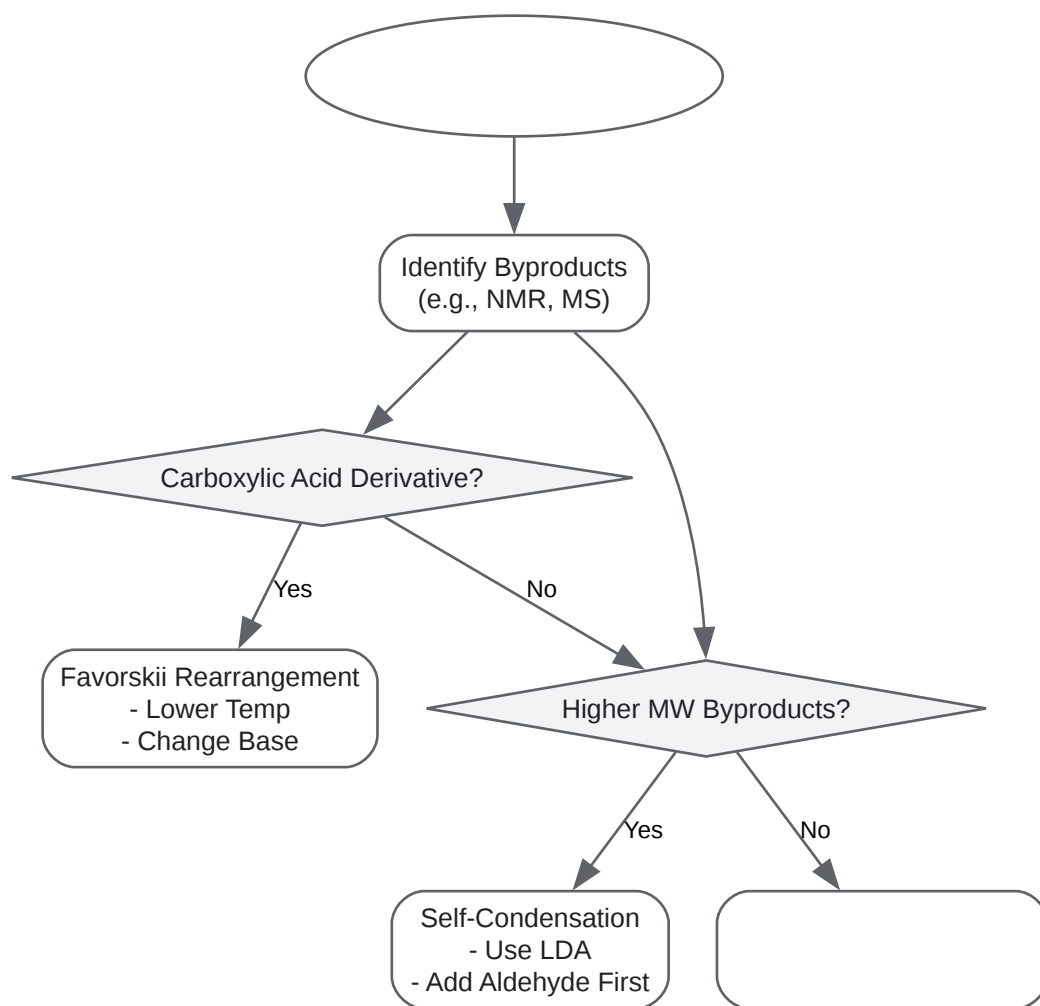 Identify Byproducts
(e.g., NMR, MS)
Carboxylic Acid Derivative?
Yes
No
Favorskii Rearrangement
- Lower Temp
- Change Base
Higher MW Byproducts?
Yes
No
Self-Condensation
- Use LDA
- Add Aldehyde First